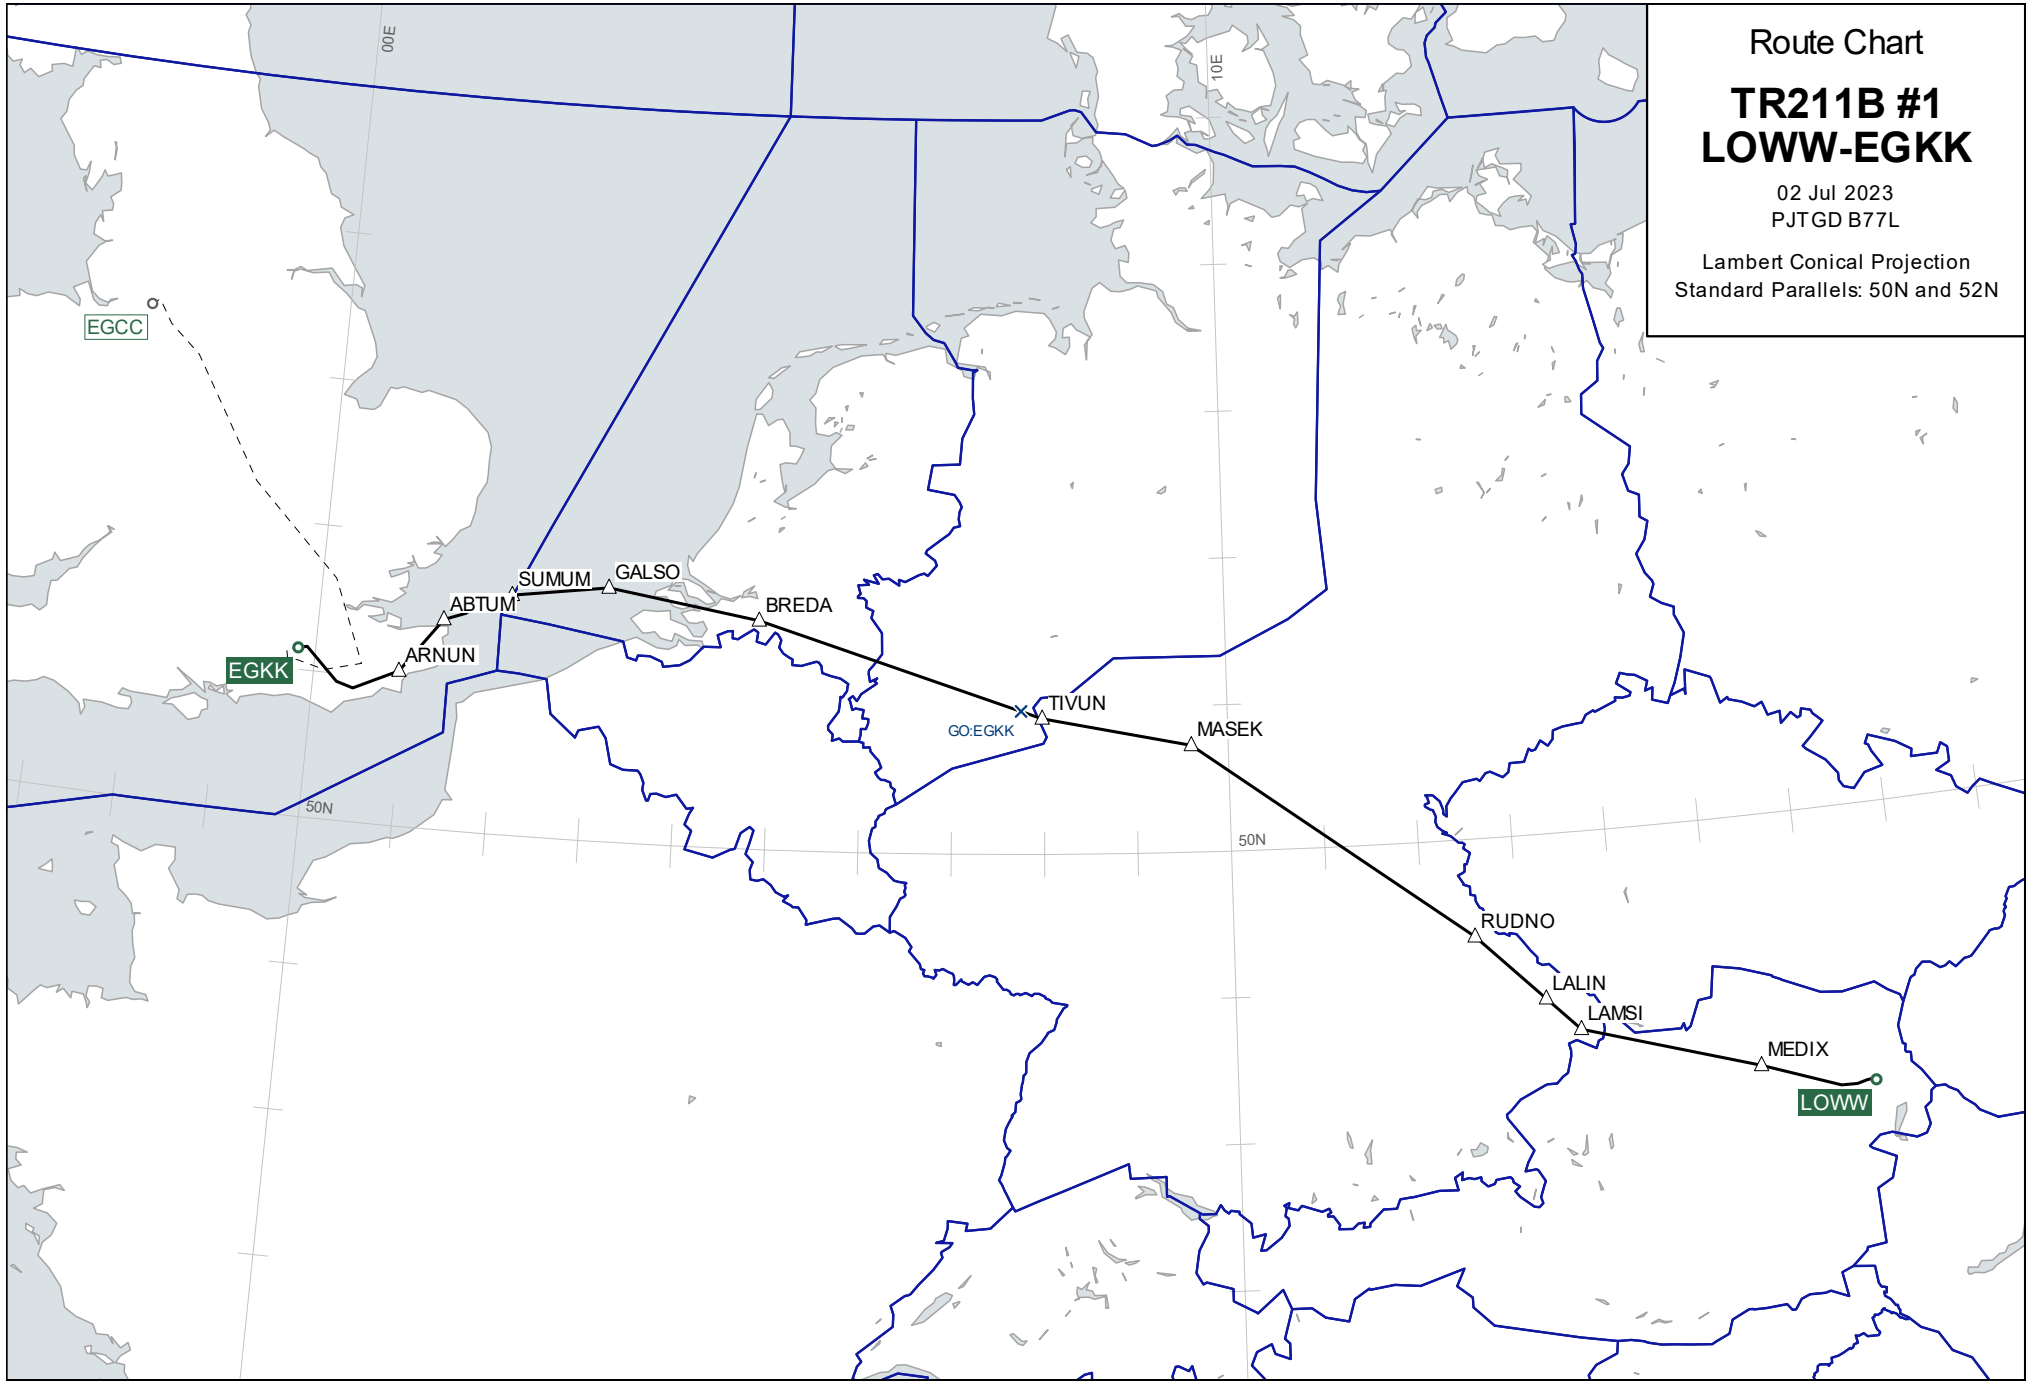 Route Chart
TR211B #1
LOWW-EGKK
02 Jul 2023
PJTGD B77L
Lambert Conical Projection
Standard Parallels: 50N and 52N
00E
10E
EGCC
SUMUM
GALSO
ABTUM
BREDA
ARNUN
EGKK
TIVUN
GO:EGKK
MASEK
50N
50N
RUDNO
LALIN
LAMSI
MEDIX
LOWW